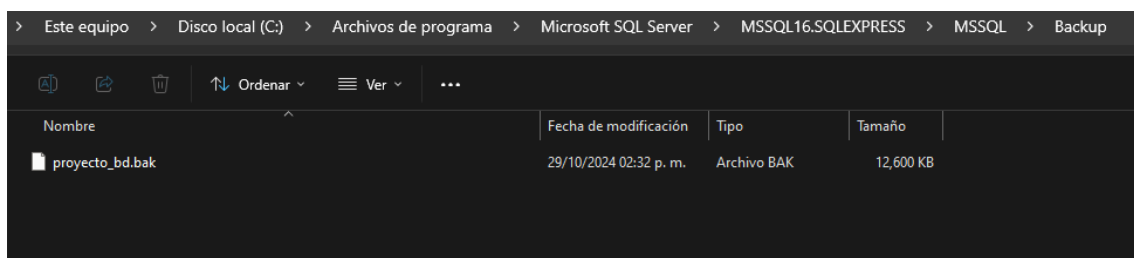 > Este equipo > Disco local (C:) > Archivos de programa > Microsoft SQL Server > MSSQL16.SQLEXPRESS > MSSQL > Backup
Ordenar Ver ...
Nombre Fecha de modificación Tipo Tamaño
proyecto_bd.bak 29/10/2024 02:32 p. m. Archivo BAK 12,600 KB